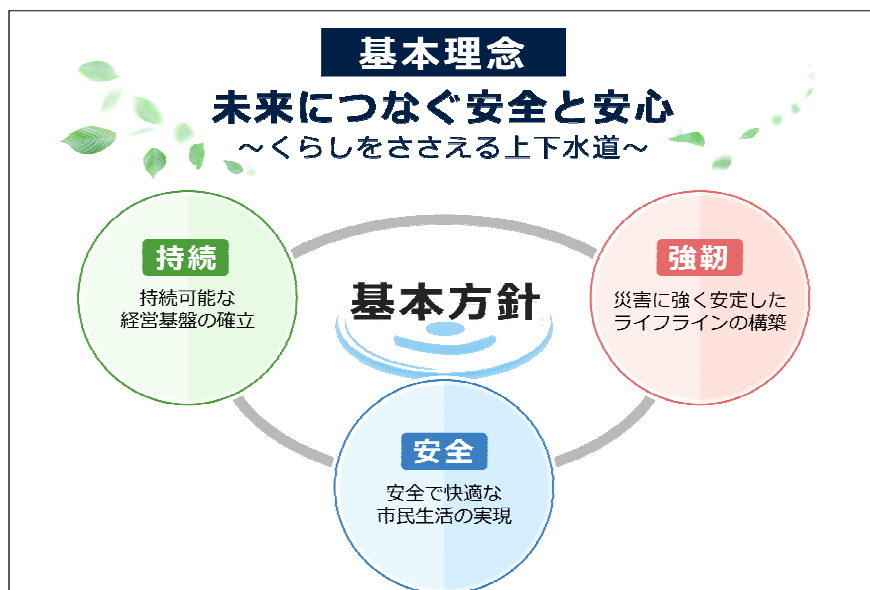 基本理念
未来につなぐ安全と安心
～くらしをささえる上下水道～
持続
持続可能な
経営基盤の確立
基本方針
強靭
災害に強く安定した
ライフラインの構築
安全
安全で快適な
市民生活の実現